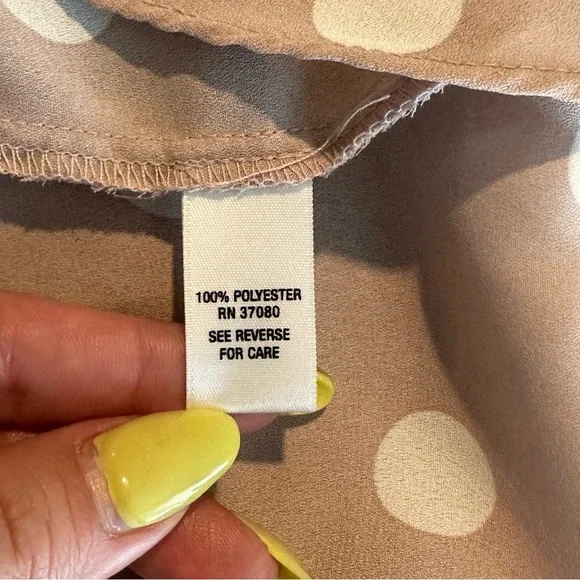 100% POLYESTER
RN 37080
SEE REVERSE
FOR CARE